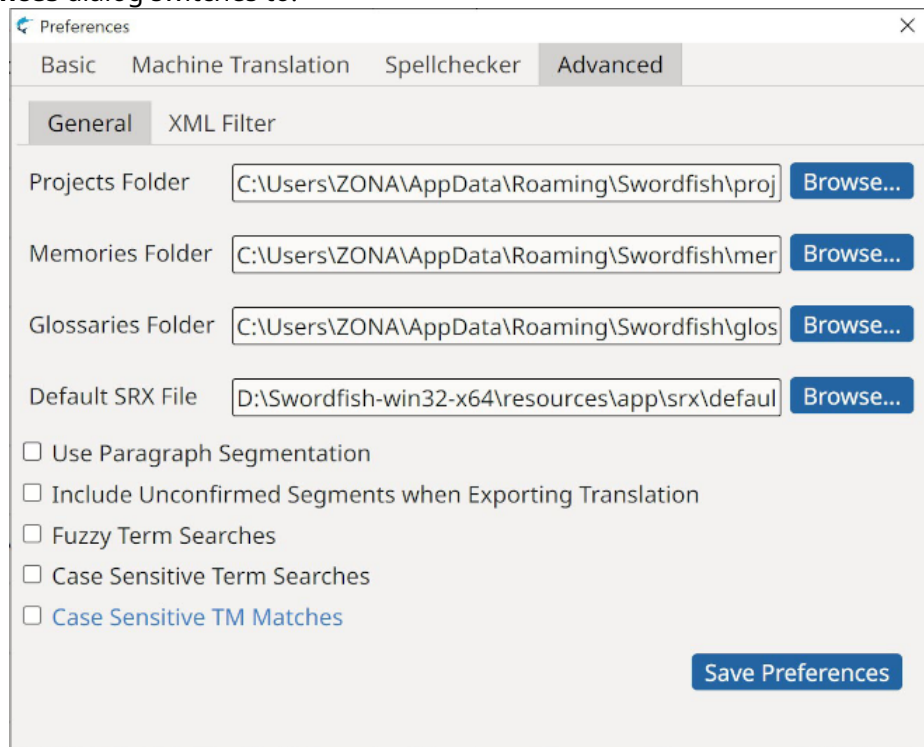 dialog switches to:
Preferences
Basic Machine Translation Spellchecker Advanced
General XML Filter
Projects Folder C:\Users\ZONA\AppData\Roaming\Swordfish\proj Browse...
Memories Folder C:\Users\ZONA\AppData\Roaming\Swordfish\mer Browse...
Glossaries Folder C:\Users\ZONA\AppData\Roaming\Swordfish\glos Browse...
Default SRX File D:\Swordfish-win32-x64\resources\app\srx\defaul Browse...
Use Paragraph Segmentation
Include Unconfirmed Segments when Exporting Translation
Fuzzy Term Searches
Case Sensitive Term Searches
Case Sensitive TM Matches
Save Preferences